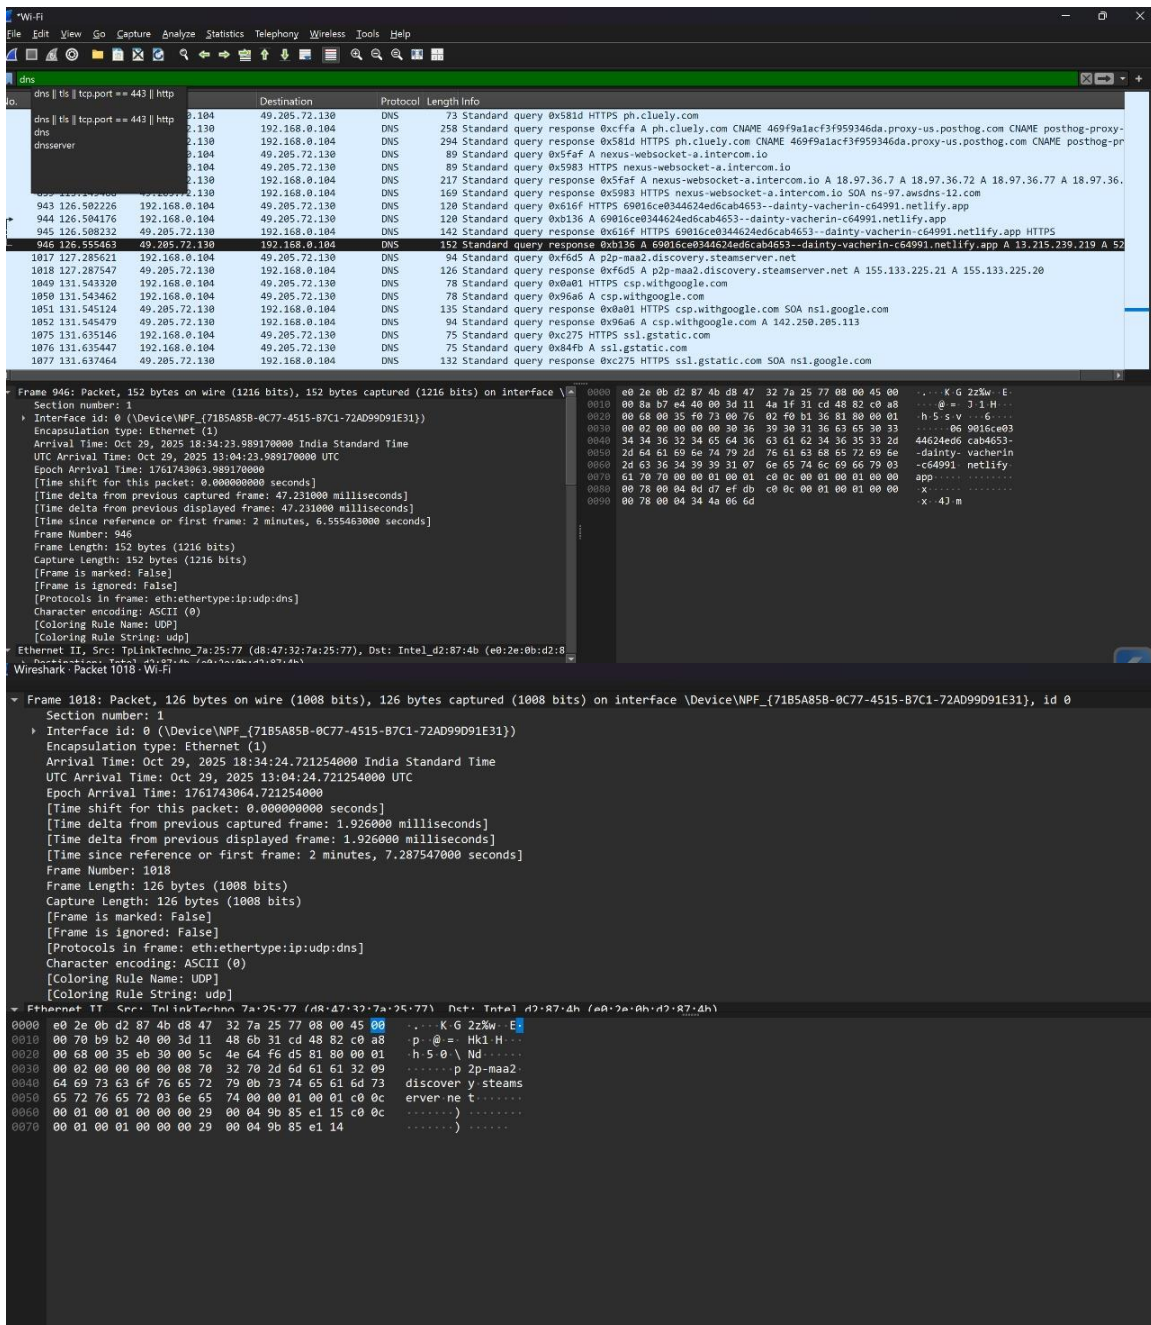 *Wi-Fi
File Edit View Go Capture Analyze Statistics Telephony Wireless Tools Help
dns
No. Destination Protocol Length Info
dns || tls || tcp.port == 443 || http
dns || tls || tcp.port == 443 || http
dns
dnsserver
0.104 49.205.72.130 DNS 73 Standard query 0x581d HTTPS ph.cluely.com
2.130 192.168.0.104 DNS 258 Standard query response 0xcffa A ph.cluely.com CNAME 469f9a1acf3f959346da.proxy-us.posthog.com CNAME posthog-proxy-
2.130 192.168.0.104 DNS 294 Standard query response 0x581d HTTPS ph.cluely.com CNAME 469f9a1acf3f959346da.proxy-us.posthog.com CNAME posthog-pr
0.104 49.205.72.130 DNS 89 Standard query 0x5faf A nexus-websocket-a.intercom.io
0.104 49.205.72.130 DNS 89 Standard query 0x5983 HTTPS nexus-websocket-a.intercom.io
2.130 192.168.0.104 DNS 217 Standard query response 0x5faf A nexus-websocket-a.intercom.io A 18.97.36.7 A 18.97.36.72 A 18.97.36.77 A 18.97.36.
192.168.0.104 DNS 169 Standard query response 0x5983 HTTPS nexus-websocket-a.intercom.io SOA ns-97.awsdns-12.com
943 126.502226 192.168.0.104 49.205.72.130 DNS 120 Standard query 0x616f HTTPS 69016ce0344624ed6cab4653--dainty-vacherin-c64991.netlify.app
944 126.504176 192.168.0.104 49.205.72.130 DNS 120 Standard query 0xb136 A 69016ce0344624ed6cab4653--dainty-vacherin-c64991.netlify.app
945 126.508232 49.205.72.130 192.168.0.104 DNS 142 Standard query response 0x616f HTTPS 69016ce0344624ed6cab4653--dainty-vacherin-c64991.netlify.app HTTPS
946 126.555463 49.205.72.130 192.168.0.104 DNS 152 Standard query response 0xb136 A 69016ce0344624ed6cab4653--dainty-vacherin-c64991.netlify.app A 13.215.239.219 A 52
1017 127.285621 192.168.0.104 49.205.72.130 DNS 94 Standard query 0xf6d5 A p2p-maa2.discovery.steamserver.net
1018 127.287547 49.205.72.130 192.168.0.104 DNS 126 Standard query response 0xf6d5 A p2p-maa2.discovery.steamserver.net A 155.133.225.21 A 155.133.225.20
1049 131.543320 192.168.0.104 49.205.72.130 DNS 78 Standard query 0x0a01 HTTPS csp.withgoogle.com
1050 131.543462 192.168.0.104 49.205.72.130 DNS 78 Standard query 0x96a6 A csp.withgoogle.com
1051 131.545124 49.205.72.130 192.168.0.104 DNS 135 Standard query response 0x0a01 HTTPS csp.withgoogle.com SOA ns1.google.com
1052 131.545479 49.205.72.130 192.168.0.104 DNS 94 Standard query response 0x96a6 A csp.withgoogle.com A 142.250.205.113
1075 131.635146 192.168.0.104 49.205.72.130 DNS 75 Standard query 0xc275 HTTPS ssl.gstatic.com
1076 131.635447 192.168.0.104 49.205.72.130 DNS 75 Standard query 0x84fb A ssl.gstatic.com
1077 131.637464 49.205.72.130 192.168.0.104 DNS 132 Standard query response 0xc275 HTTPS ssl.gstatic.com SOA ns1.google.com
Frame 946: Packet, 152 bytes on wire (1216 bits), 152 bytes captured (1216 bits) on interface \
Section number: 1
Interface id: 0 (\Device\NPF_{71B5A85B-0C77-4515-B7C1-72AD99D91E31})
Encapsulation type: Ethernet (1)
Arrival Time: Oct 29, 2025 18:34:23.989170000 India Standard Time
UTC Arrival Time: Oct 29, 2025 13:04:23.989170000 UTC
Epoch Arrival Time: 1761743063.989170000
[Time shift for this packet: 0.000000000 seconds]
[Time delta from previous captured frame: 47.231000 milliseconds]
[Time delta from previous displayed frame: 47.231000 milliseconds]
[Time since reference or first frame: 2 minutes, 6.555463000 seconds]
Frame Number: 946
Frame Length: 152 bytes (1216 bits)
Capture Length: 152 bytes (1216 bits)
[Frame is marked: False]
[Frame is ignored: False]
[Protocols in frame: eth:ethertype:ip:udp:dns]
Character encoding: ASCII (0)
[Coloring Rule Name: UDP]
[Coloring Rule String: udp]
Ethernet II, Src: TpLinkTechno_7a:25:77 (d8:47:32:7a:25:77), Dst: Intel_d2:87:4b (e0:2e:0b:d2:8
Destination: Intel_d2:87:4b (e0:2e:0b:d2:87:4b)
0000 e0 2e 0b d2 87 4b d8 47 32 7a 25 77 08 00 45 00 ·.···K·G 2z%w··E·
0010 00 8a b7 e4 40 00 3d 11 4a 1f 31 cd 48 82 c0 a8 ····@·=· J·1·H···
0020 00 68 00 35 f0 73 00 76 02 f0 b1 36 81 80 00 01 ·h·5·s·v ···6····
0030 00 02 00 00 00 00 30 36 39 30 31 36 63 65 30 33 ······06 9016ce03
0040 34 34 36 32 34 65 64 36 63 61 62 34 36 35 33 2d 44624ed6 cab4653-
0050 2d 64 61 69 6e 74 79 2d 76 61 63 68 65 72 69 6e -dainty- vacherin
0060 2d 63 36 34 39 39 31 07 6e 65 74 6c 69 66 79 03 -c64991· netlify·
0070 61 70 70 00 00 01 00 01 c0 0c 00 01 00 01 00 00 app····· ········
0080 00 78 00 04 0d d7 ef db c0 0c 00 01 00 01 00 00 ·x······ ········
0090 00 78 00 04 34 4a 06 6d ·x··4J·m
Wireshark · Packet 1018 · Wi-Fi
Frame 1018: Packet, 126 bytes on wire (1008 bits), 126 bytes captured (1008 bits) on interface \Device\NPF_{71B5A85B-0C77-4515-B7C1-72AD99D91E31}, id 0
Section number: 1
Interface id: 0 (\Device\NPF_{71B5A85B-0C77-4515-B7C1-72AD99D91E31})
Encapsulation type: Ethernet (1)
Arrival Time: Oct 29, 2025 18:34:24.721254000 India Standard Time
UTC Arrival Time: Oct 29, 2025 13:04:24.721254000 UTC
Epoch Arrival Time: 1761743064.721254000
[Time shift for this packet: 0.000000000 seconds]
[Time delta from previous captured frame: 1.926000 milliseconds]
[Time delta from previous displayed frame: 1.926000 milliseconds]
[Time since reference or first frame: 2 minutes, 7.287547000 seconds]
Frame Number: 1018
Frame Length: 126 bytes (1008 bits)
Capture Length: 126 bytes (1008 bits)
[Frame is marked: False]
[Frame is ignored: False]
[Protocols in frame: eth:ethertype:ip:udp:dns]
Character encoding: ASCII (0)
[Coloring Rule Name: UDP]
[Coloring Rule String: udp]
Ethernet II, Src: TpLinkTechno_7a:25:77 (d8:47:32:7a:25:77), Dst: Intel_d2:87:4b (e0:2e:0b:d2:87:4b)
0000 e0 2e 0b d2 87 4b d8 47 32 7a 25 77 08 00 45 00 ·.···K·G 2z%w··E·
0010 00 70 b9 b2 40 00 3d 11 48 6b 31 cd 48 82 c0 a8 ·p··@·=· Hk1·H···
0020 00 68 00 35 eb 30 00 5c 4e 64 f6 d5 81 80 00 01 ·h·5·0·\ Nd······
0030 00 02 00 00 00 00 08 70 32 70 2d 6d 61 61 32 09 ·······p 2p-maa2·
0040 64 69 73 63 6f 76 65 72 79 0b 73 74 65 61 6d 73 discover y·steams
0050 65 72 76 65 72 03 6e 65 74 00 00 01 00 01 c0 0c erver·ne t·······
0060 00 01 00 01 00 00 00 29 00 04 9b 85 e1 15 c0 0c ·······) ········
0070 00 01 00 01 00 00 00 29 00 04 9b 85 e1 14 ·······) ······